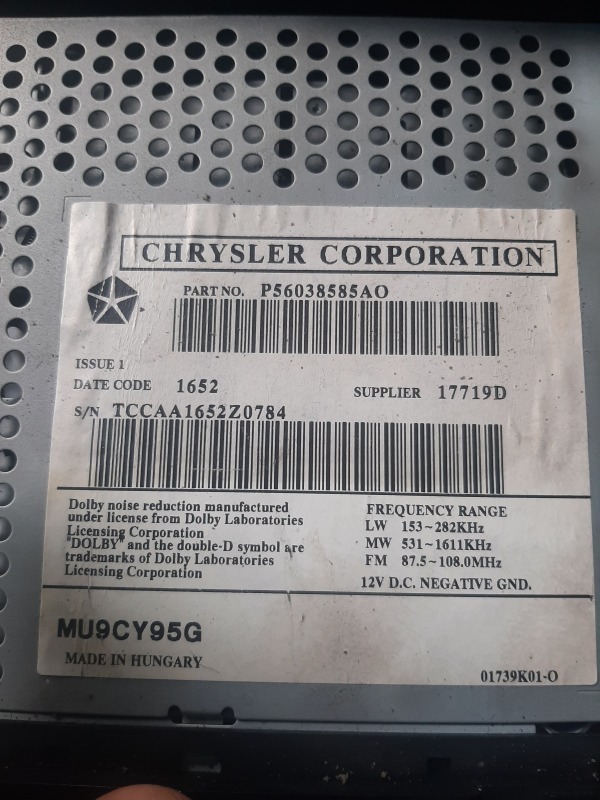 CHRYSLER CORPORATION
PART NO. P56038585AO
ISSUE 1
DATE CODE 1652
SUPPLIER 17719D
S/N TCCAA1652Z0784
Dolby noise reduction manufactured
under license from Dolby Laboratories
Licensing Corporation
"DOLBY" and the double-D symbol are
trademarks of Dolby Laboratories
Licensing Corporation
FREQUENCY RANGE
LW 153~282KHz
MW 531~1611KHz
FM 87.5~108.0MHz
12V D.C. NEGATIVE GND.
MU9CY95G
MADE IN HUNGARY
01739K01-O